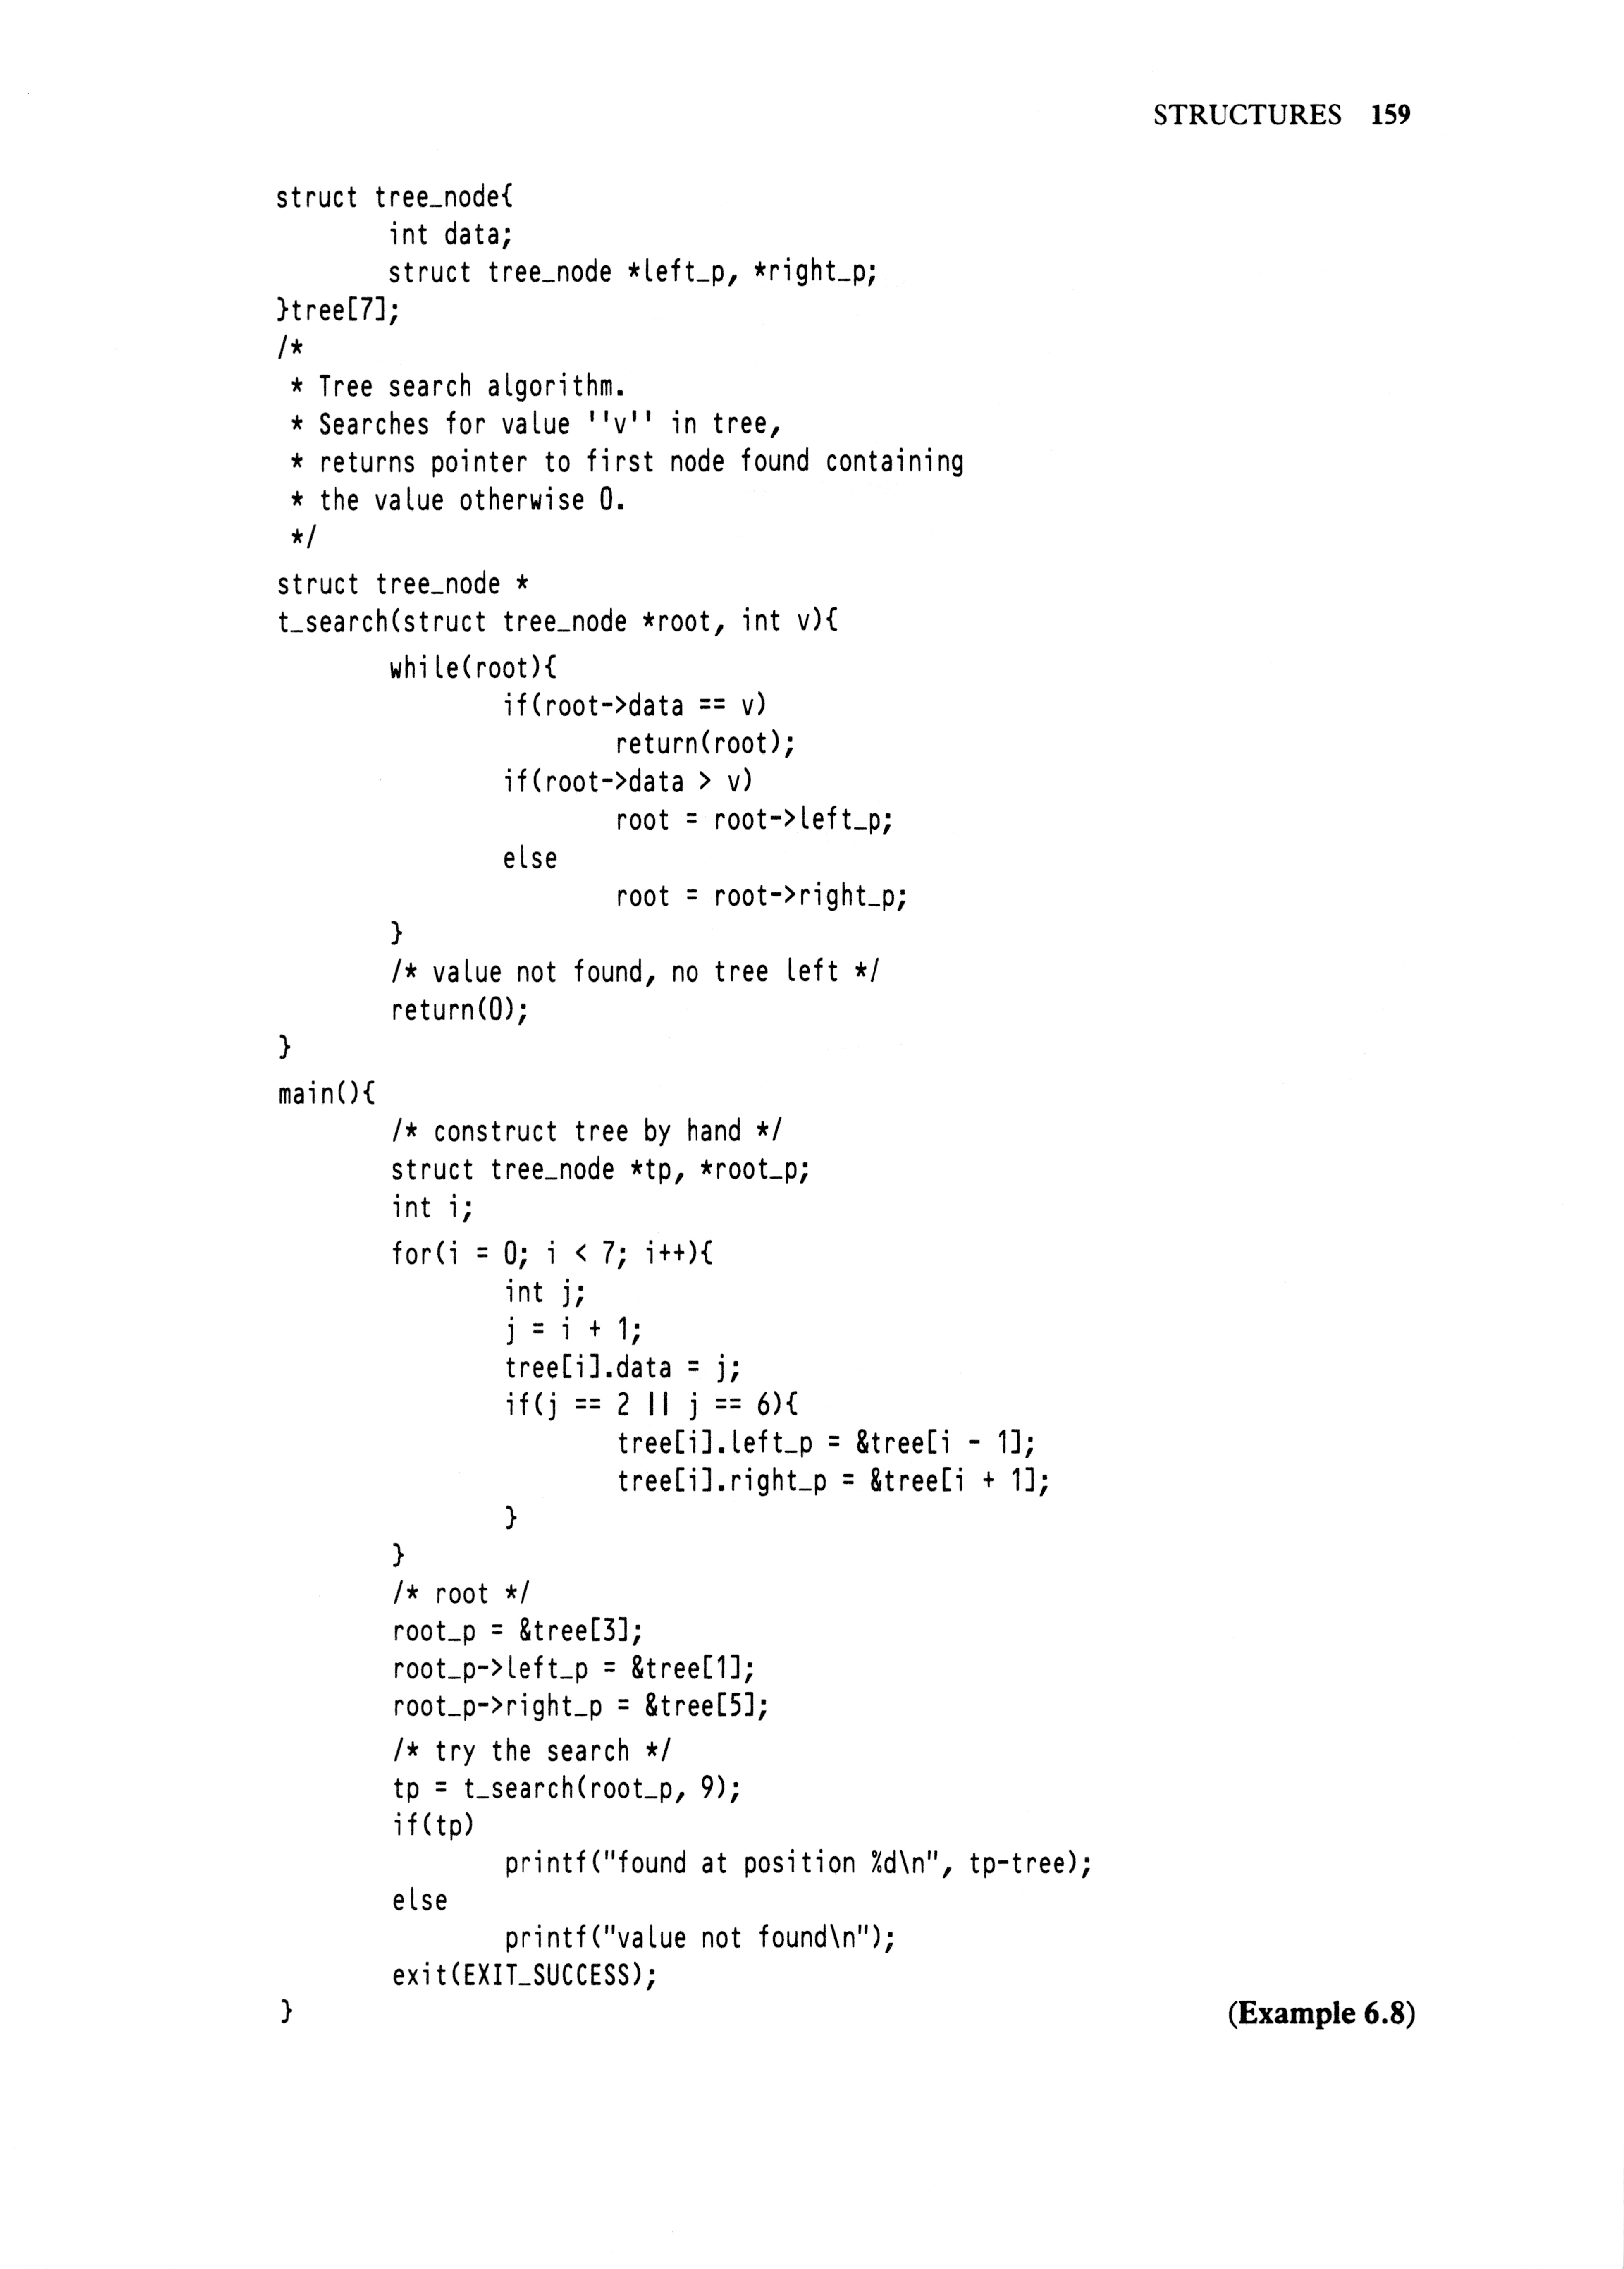 STRUCTURES 159
struct tree_node{
        int data;
        struct tree_node *left_p, *right_p;
}tree[7];
/*
 * Tree search algorithm.
 * Searches for value ''v'' in tree,
 * returns pointer to first node found containing
 * the value otherwise 0.
 */
struct tree_node *
t_search(struct tree_node *root, int v){
        while(root){
                if(root->data == v)
                        return(root);
                if(root->data > v)
                        root = root->left_p;
                else
                        root = root->right_p;
        }
        /* value not found, no tree left */
        return(0);
}
main(){
        /* construct tree by hand */
        struct tree_node *tp, *root_p;
        int i;
        for(i = 0; i < 7; i++){
                int j;
                j = i + 1;
                tree[i].data = j;
                if(j == 2 || j == 6){
                        tree[i].left_p = &tree[i - 1];
                        tree[i].right_p = &tree[i + 1];
                }
        }
        /* root */
        root_p = &tree[3];
        root_p->left_p = &tree[1];
        root_p->right_p = &tree[5];
        /* try the search */
        tp = t_search(root_p, 9);
        if(tp)
                printf("found at position %d\n", tp-tree);
        else
                printf("value not found\n");
        exit(EXIT_SUCCESS);
} (Example 6.8)